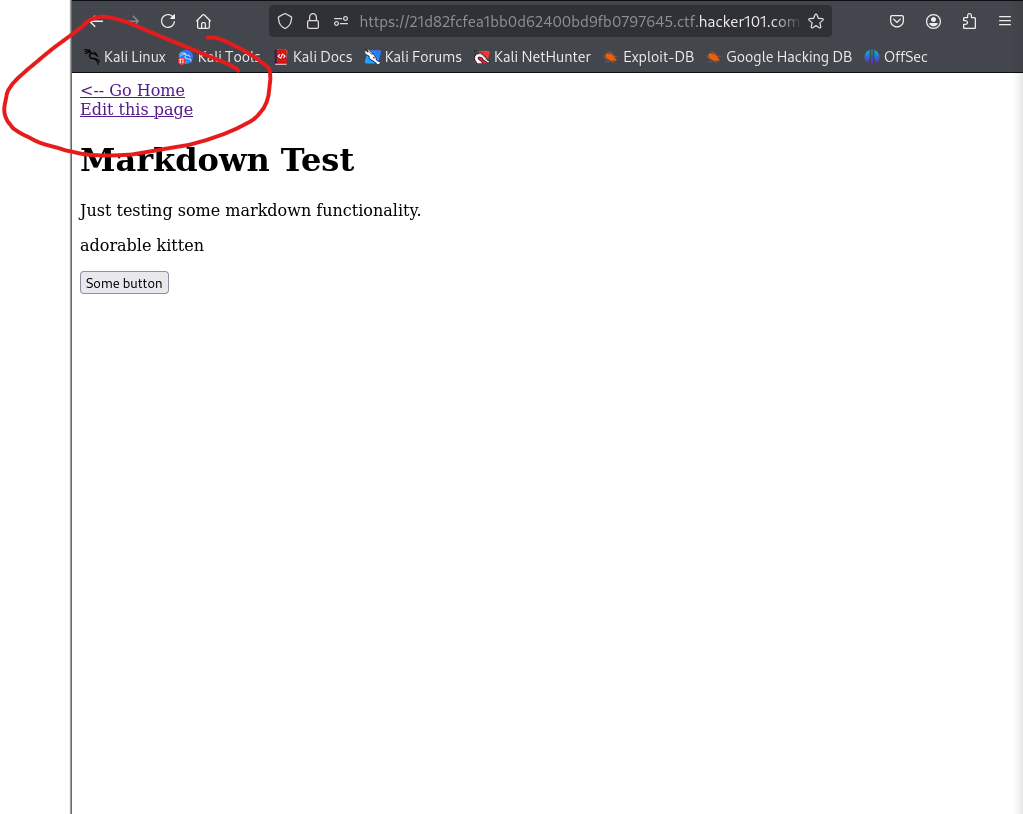 https://21d82fcfea1bb0d62400bd9fb0797645.ctf.hacker101.com
Kali Linux Kali Tools Kali Docs Kali Forums Kali NetHunter Exploit-DB Google Hacking DB OffSec
<-- Go Home
Edit this page
Markdown Test
Just testing some markdown functionality.
adorable kitten
Some button